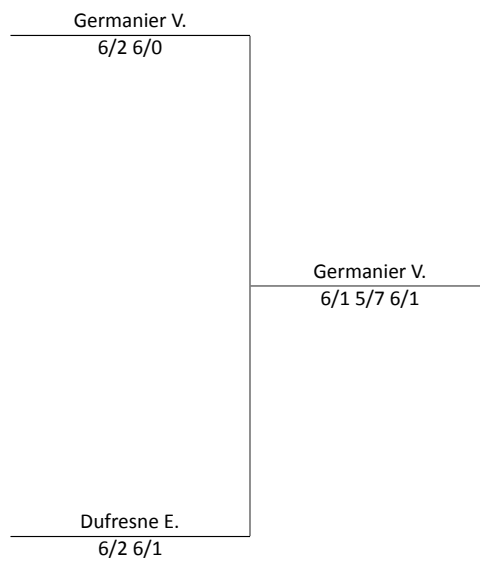 Germanier V.
6/2 6/0
Germanier V.
6/1 5/7 6/1
Dufresne E.
6/2 6/1